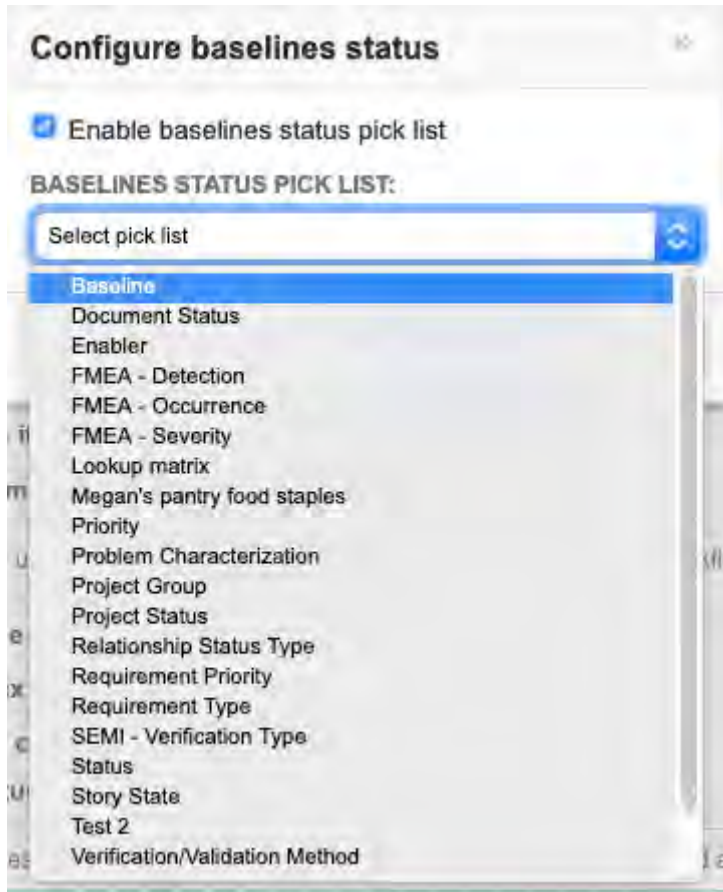 Configure baselines status
Enable baselines status pick list
BASELINES STATUS PICK LIST:
Select pick list
Baseline
Document Status
Enabler
FMEA - Detection
FMEA - Occurrence
FMEA - Severity
Lookup matrix
Megan's pantry food staples
Priority
Problem Characterization
Project Group
Project Status
Relationship Status Type
Requirement Priority
Requirement Type
SEMI - Verification Type
Status
Story State
Test 2
Verification/Validation Method